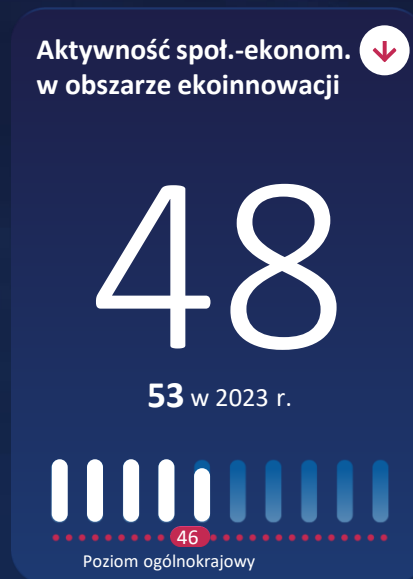 Aktywność społ.-ekonom.
w obszarze ekoinnowacji
48
53 w 2023 r.
46
Poziom ogólnokrajowy